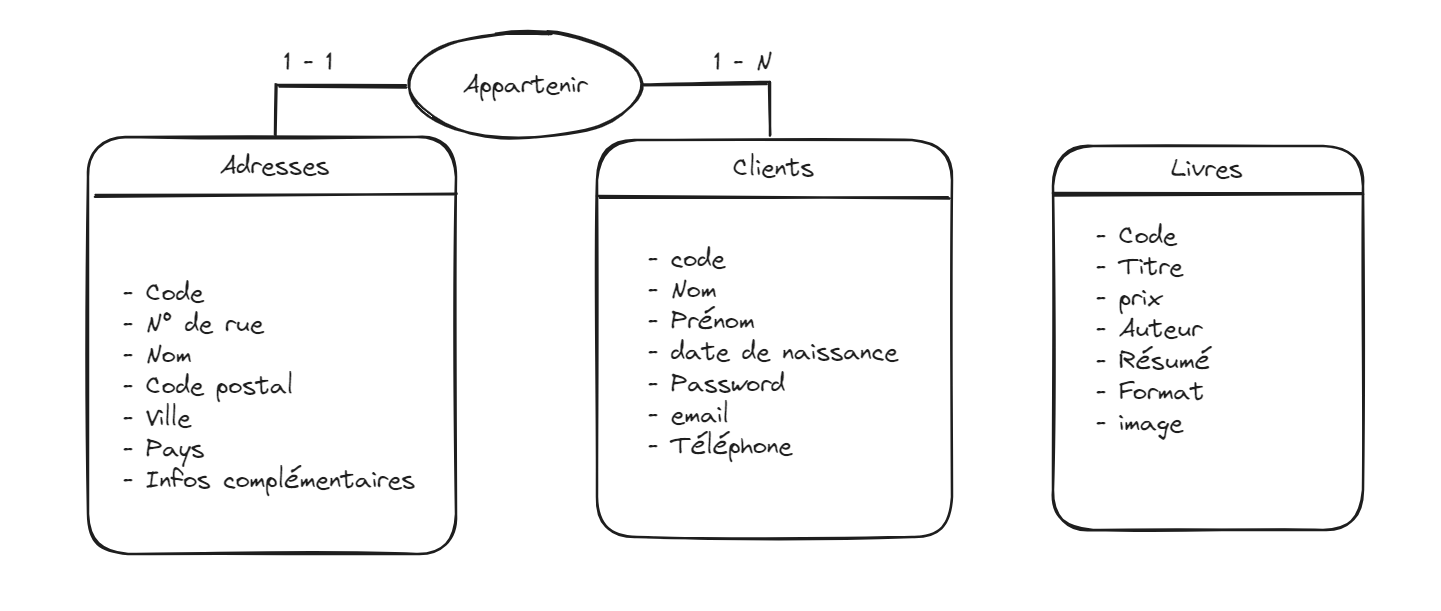 1 - 1
Appartenir
1 - N
Adresses
- Code
- N° de rue
- Nom
- Code postal
- Ville
- Pays
- Infos complémentaires
Clients
- code
- Nom
- Prénom
- date de naissance
- Password
- email
- Téléphone
Livres
- Code
- Titre
- prix
- Auteur
- Résumé
- Format
- image